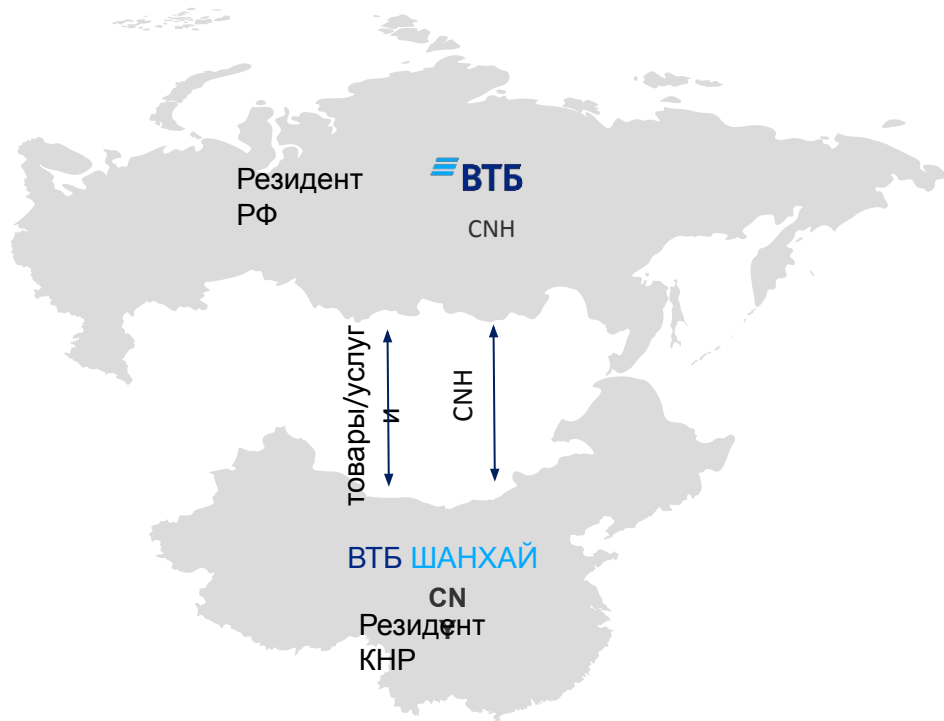 Резидент
РФ
ВТБ
CNH
товары/услуг
и
CNH
ВТБ ШАНХАЙ
CN
Y
Резидент
КНР